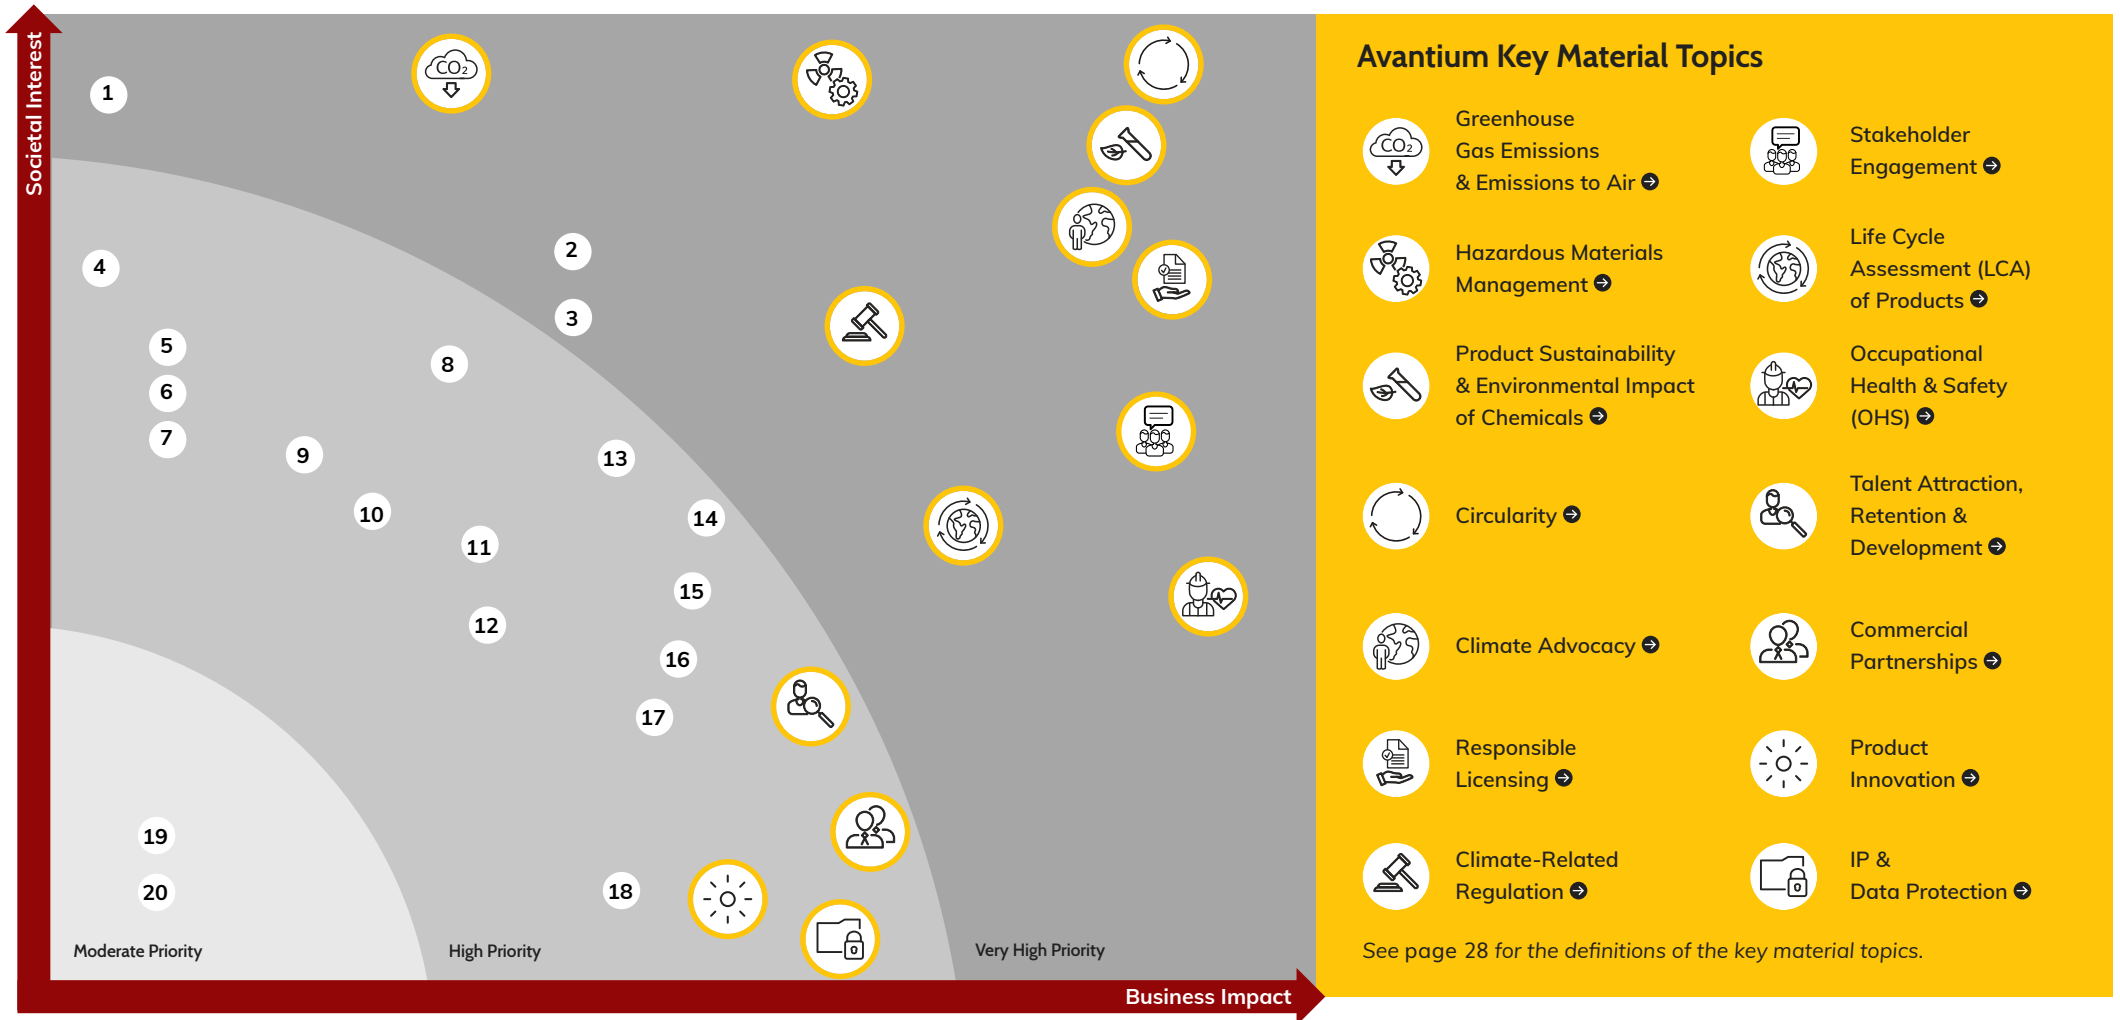 Societal Interest
1
2
3
4
5
6
7
8
9
10
11
12
13
14
15
16
17
18
19
20
CO2
Moderate Priority
High Priority
Very High Priority
Business Impact
Avantium Key Material Topics
CO2
Greenhouse
Gas Emissions
& Emissions to Air
Hazardous Materials
Management
Product Sustainability
& Environmental Impact
of Chemicals
Circularity
Climate Advocacy
Responsible
Licensing
Climate-Related
Regulation
Stakeholder
Engagement
Life Cycle
Assessment (LCA)
of Products
Occupational
Health & Safety
(OHS)
Talent Attraction,
Retention &
Development
Commercial
Partnerships
Product
Innovation
IP &
Data Protection
See page 28 for the definitions of the key material topics.